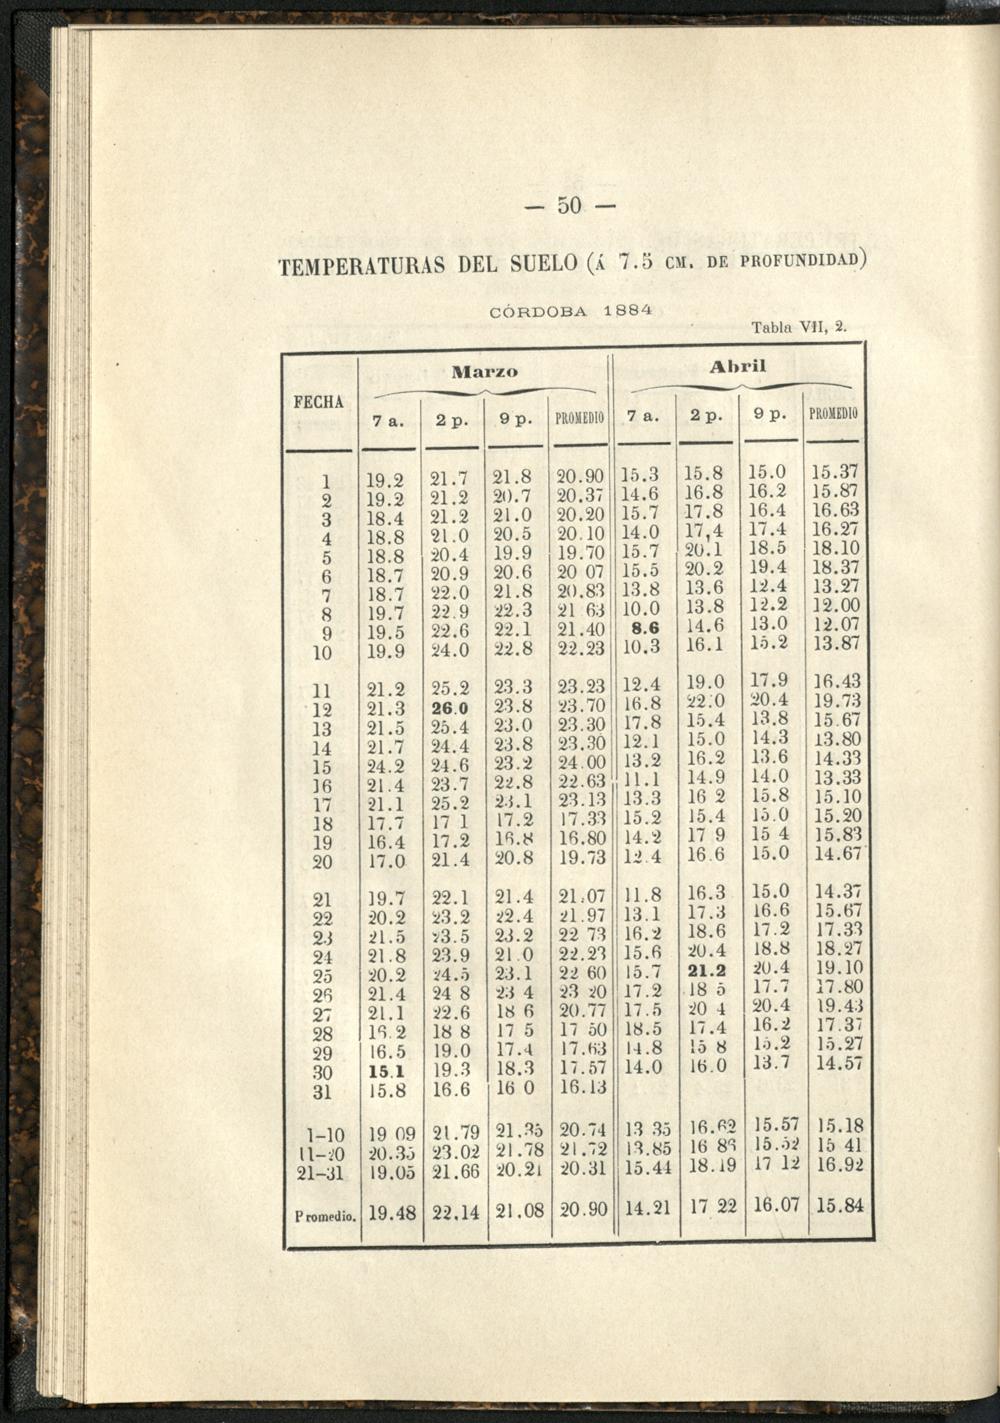 — 50 —
TEMPERATURAS DEL SUELO (Á 7.5 CM. DE PROFUNDIDAD)
CÓRDOBA 1884
Tabla VII, 2.
FECHA Marzo Abril
7 a. 2 p. 9 p. PROMEDIO 7 a. 2 p. 9 p. PROMEDIO
1 19.2 21.7 21.8 20.90 15.3 15.8 15.0 15.37
2 19.2 21.2 20.7 20.37 14.6 16.8 16.2 15.87
3 18.4 21.2 21.0 20.20 15.7 17.8 16.4 16.63
4 18.8 21.0 20.5 20.10 14.0 17,4 17.4 16.27
5 18.8 20.4 19.9 19.70 15.7 20.1 18.5 18.10
6 18.7 20.9 20.6 20 07 15.5 20.2 19.4 18.37
7 18.7 22.0 21.8 20.83 13.8 13.6 12.4 13.27
8 19.7 22.9 22.3 21 63 10.0 13.8 12.2 12.00
9 19.5 22.6 22.1 21.40 8.6 14.6 13.0 12.07
10 19.9 24.0 22.8 22.23 10.3 16.1 15.2 13.87
11 21.2 25.2 23.3 23.23 12.4 19.0 17.9 16.43
12 21.3 26.0 23.8 23.70 16.8 22.0 20.4 19.73
13 21.5 25.4 23.0 23.30 17.8 15.4 13.8 15.67
14 21.7 24.4 23.8 23.30 12.1 15.0 14.3 13.80
15 24.2 24.6 23.2 24.00 13.2 16.2 13.6 14.33
16 21.4 23.7 22.8 22.63 11.1 14.9 14.0 13.33
17 21.1 25.2 23.1 23.13 13.3 16 2 15.8 15.10
18 17.7 17 1 17.2 17.33 15.2 15.4 15.0 15.20
19 16.4 17.2 16.8 16.80 14.2 17 9 15 4 15.83
20 17.0 21.4 20.8 19.73 12.4 16.6 15.0 14.67
21 19.7 22.1 21.4 21.07 11.8 16.3 15.0 14.37
22 20.2 23.2 22.4 21.97 13.1 17.3 16.6 15.67
23 21.5 23.5 23.2 22 73 16.2 18.6 17.2 17.33
24 21.8 23.9 21.0 22.23 15.6 20.4 18.8 18.27
25 20.2 24.5 23.1 22 60 15.7 21.2 20.4 19.10
26 21.4 24 8 23 4 23 20 17.2 18 5 17.7 17.80
27 21.1 22.6 18 6 20.77 17.5 20 4 20.4 19.43
28 16.2 18 8 17 5 17 50 18.5 17.4 16.2 17.37
29 16.5 19.0 17.4 17.63 14.8 15 8 15.2 15.27
30 15.1 19.3 18.3 17.57 14.0 16.0 13.7 14.57
31 15.8 16.6 16 0 16.13
1-10 19 09 21.79 21.35 20.74 13 35 16.62 15.57 15.18
11-20 20.35 23.02 21.78 21.72 13.85 16 86 15.52 15 41
21-31 19.05 21.66 20.21 20.31 15.44 18.19 17 12 16.92
Promedio. 19.48 22.14 21.08 20.90 14.21 17 22 16.07 15.84